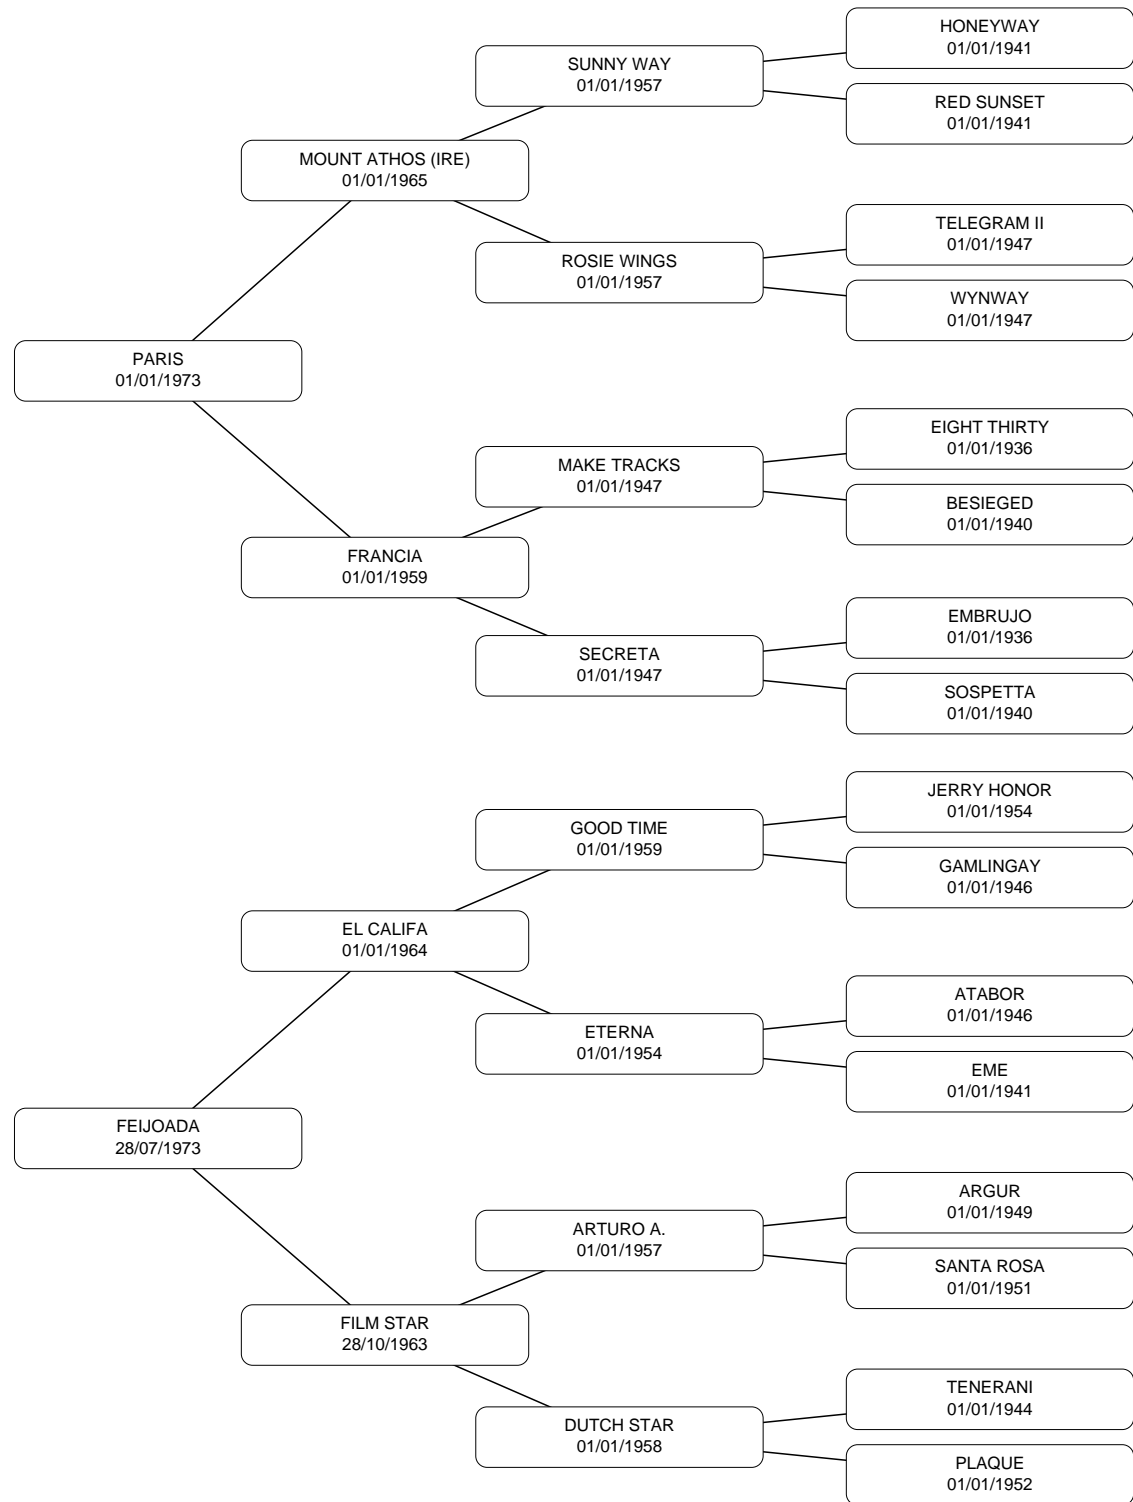 HONEYWAY
01/01/1941
SUNNY WAY
01/01/1957
RED SUNSET
01/01/1941
MOUNT ATHOS (IRE)
01/01/1965
TELEGRAM II
01/01/1947
ROSIE WINGS
01/01/1957
WYNWAY
01/01/1947
PARIS
01/01/1973
EIGHT THIRTY
01/01/1936
MAKE TRACKS
01/01/1947
BESIEGED
01/01/1940
FRANCIA
01/01/1959
EMBRUJO
01/01/1936
SECRETA
01/01/1947
SOSPETTA
01/01/1940
JERRY HONOR
01/01/1954
GOOD TIME
01/01/1959
GAMLINGAY
01/01/1946
EL CALIFA
01/01/1964
ATABOR
01/01/1946
ETERNA
01/01/1954
EME
01/01/1941
FEIJOADA
28/07/1973
ARGUR
01/01/1949
ARTURO A.
01/01/1957
SANTA ROSA
01/01/1951
FILM STAR
28/10/1963
TENERANI
01/01/1944
DUTCH STAR
01/01/1958
PLAQUE
01/01/1952